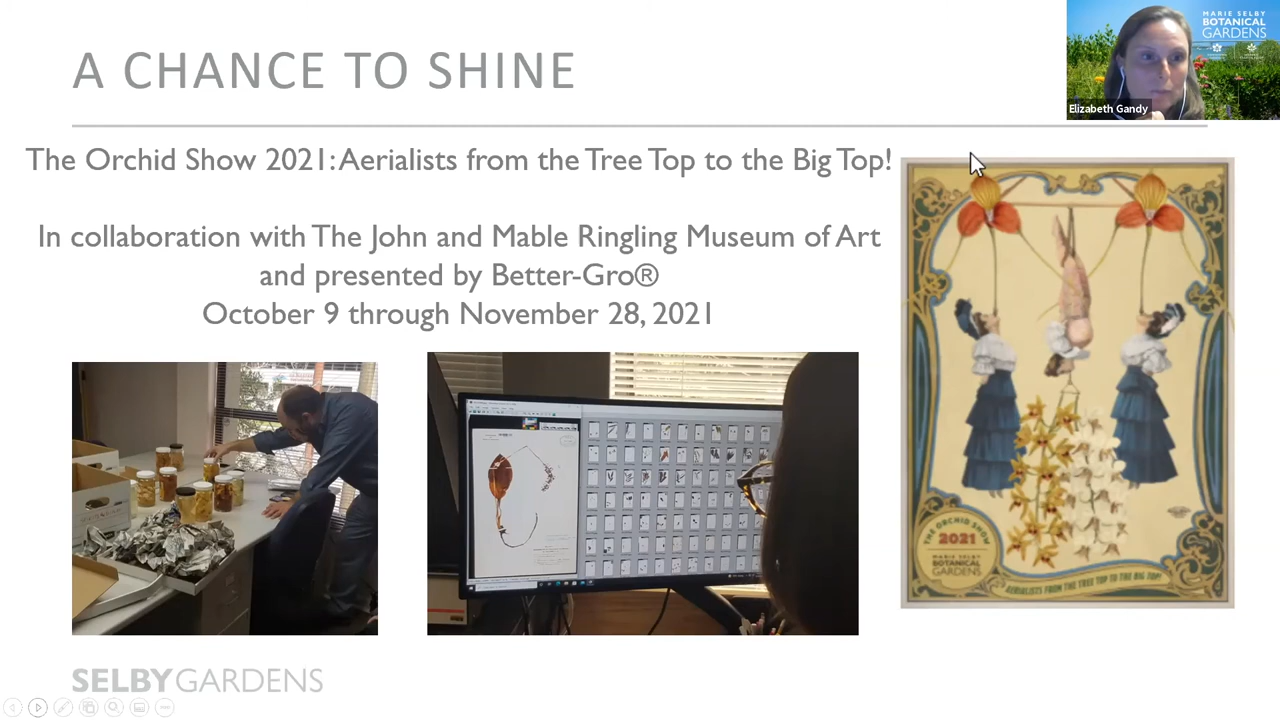 A CHANCE TO SHINE
MARIE SELBY
BOTANICAL
GARDENS
Elizabeth Gandy
The Orchid Show 2021: Aerialists from the Tree Top to the Big Top!
In collaboration with The John and Mable Ringling Museum of Art
and presented by Better-Gro®
October 9 through November 28, 2021
THE ORCHID SHOW
2021
MARIE SELBY
BOTANICAL
GARDENS
AERIALISTS FROM THE TREE TOP TO THE BIG TOP!
SELBYGARDENS